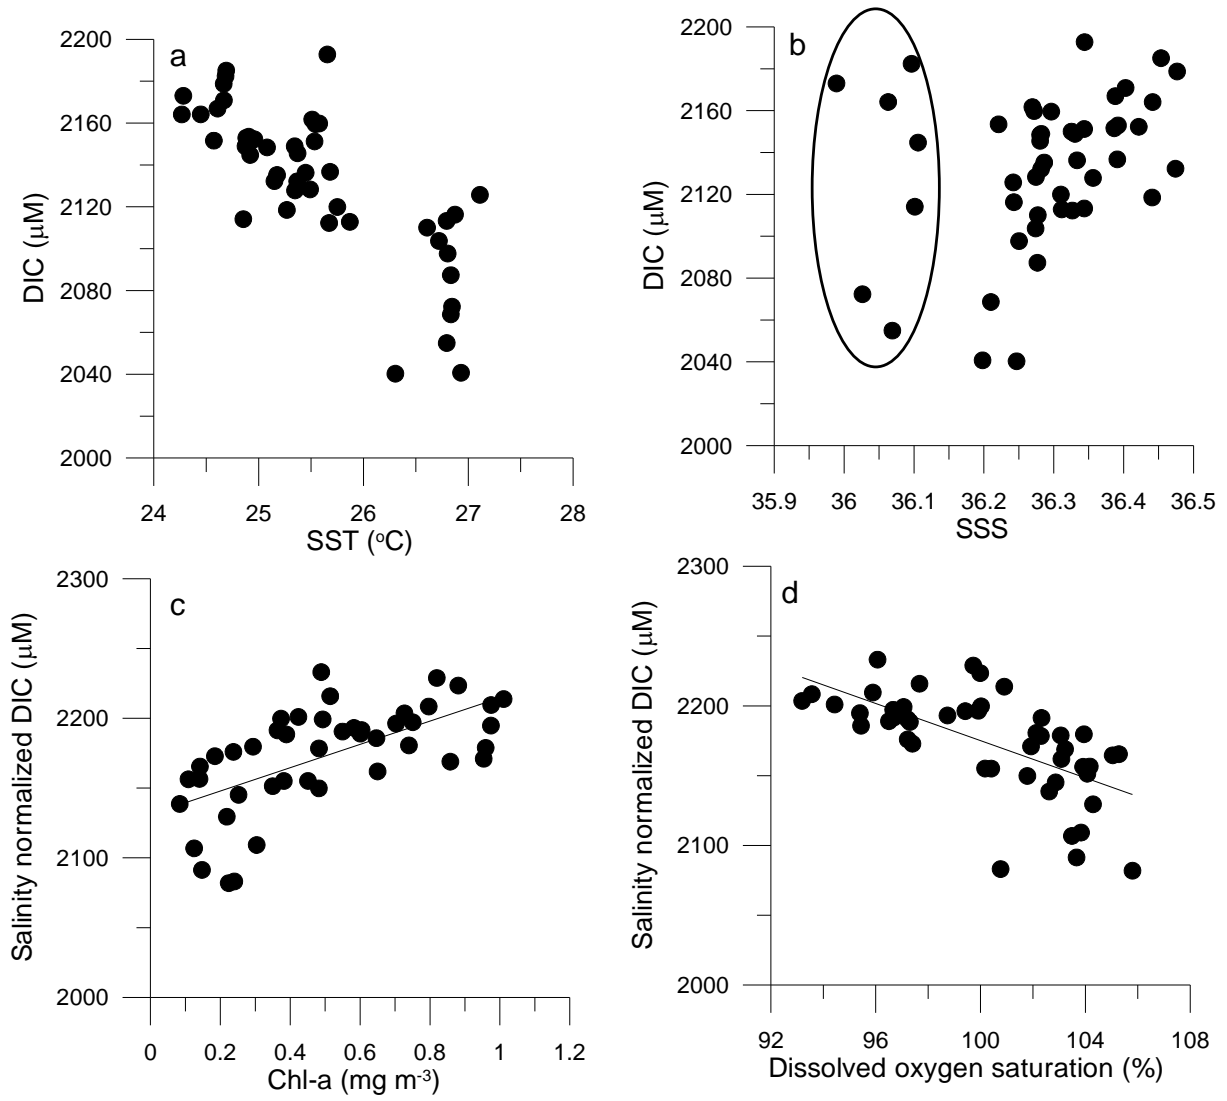 a
2200
2160
2120
2080
2040
2000
DIC (μM)
24 25 26 27 28
SST (°C)
b
2200
2160
2120
2080
2040
2000
DIC (μM)
35.9 36 36.1 36.2 36.3 36.4 36.5
SSS
c
2300
2200
2100
2000
Salinity normalized DIC (μM)
0 0.2 0.4 0.6 0.8 1 1.2
Chl-a (mg m⁻³)
d
2300
2200
2100
2000
Salinity normalized DIC (μM)
92 96 100 104 108
Dissolved oxygen saturation (%)